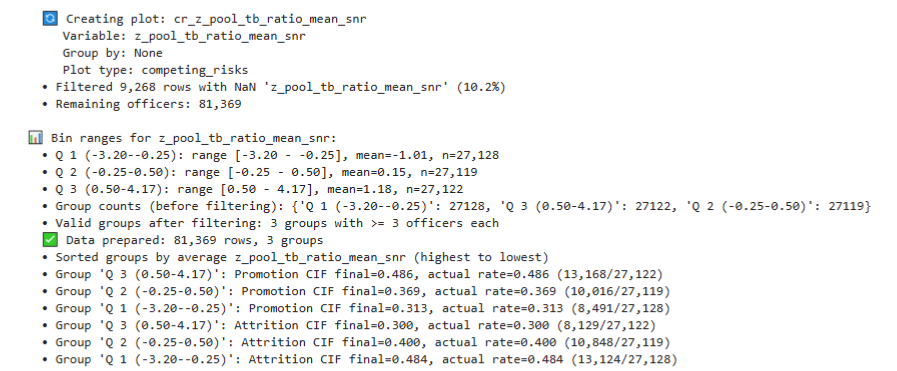 🔄 Creating plot: cr_z_pool_tb_ratio_mean_snr
Variable: z_pool_tb_ratio_mean_snr
Group by: None
Plot type: competing_risks
• Filtered 9,268 rows with NaN 'z_pool_tb_ratio_mean_snr' (10.2%)
• Remaining officers: 81,369
📊 Bin ranges for z_pool_tb_ratio_mean_snr:
• Q 1 (-3.20--0.25): range [-3.20 - -0.25], mean=-1.01, n=27,128
• Q 2 (-0.25-0.50): range [-0.25 - 0.50], mean=0.15, n=27,119
• Q 3 (0.50-4.17): range [0.50 - 4.17], mean=1.18, n=27,122
• Group counts (before filtering): {'Q 1 (-3.20--0.25)': 27128, 'Q 3 (0.50-4.17)': 27122, 'Q 2 (-0.25-0.50)': 27119}
• Valid groups after filtering: 3 groups with >= 3 officers each
✅ Data prepared: 81,369 rows, 3 groups
• Sorted groups by average z_pool_tb_ratio_mean_snr (highest to lowest)
• Group 'Q 3 (0.50-4.17)': Promotion CIF final=0.486, actual rate=0.486 (13,168/27,122)
• Group 'Q 2 (-0.25-0.50)': Promotion CIF final=0.369, actual rate=0.369 (10,016/27,119)
• Group 'Q 1 (-3.20--0.25)': Promotion CIF final=0.313, actual rate=0.313 (8,491/27,128)
• Group 'Q 3 (0.50-4.17)': Attrition CIF final=0.300, actual rate=0.300 (8,129/27,122)
• Group 'Q 2 (-0.25-0.50)': Attrition CIF final=0.400, actual rate=0.400 (10,848/27,119)
• Group 'Q 1 (-3.20--0.25)': Attrition CIF final=0.484, actual rate=0.484 (13,124/27,128)